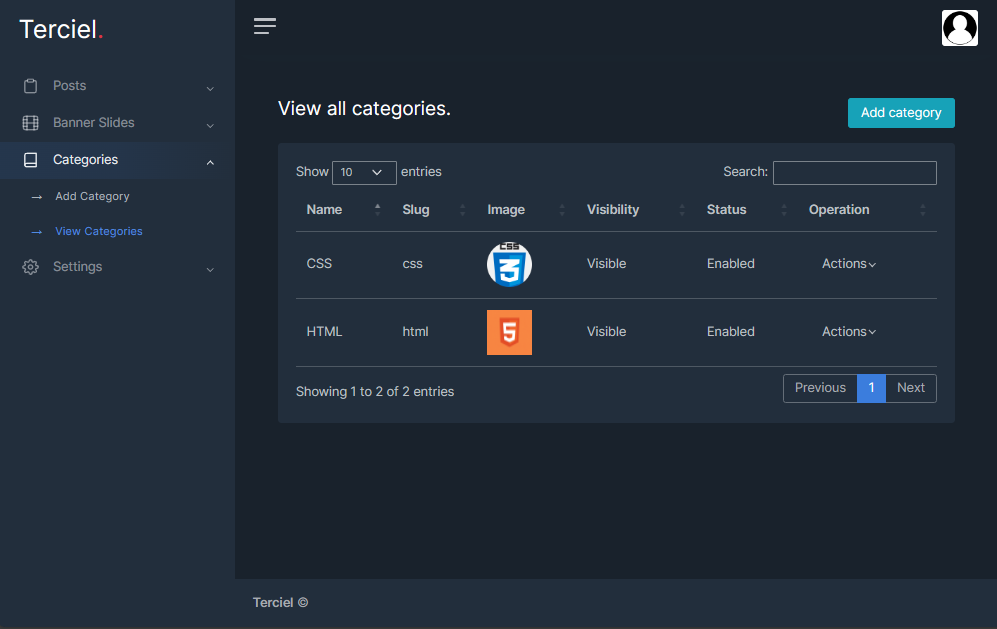 Terciel.
Posts
Banner Slides
Categories
→ Add Category
→ View Categories
Settings
View all categories.
Add category
Show 10 entries
Search:
Name Slug Image Visibility Status Operation
CSS css CSS 3 Visible Enabled Actions
HTML html 5 Visible Enabled Actions
Showing 1 to 2 of 2 entries
Previous 1 Next
Terciel ©